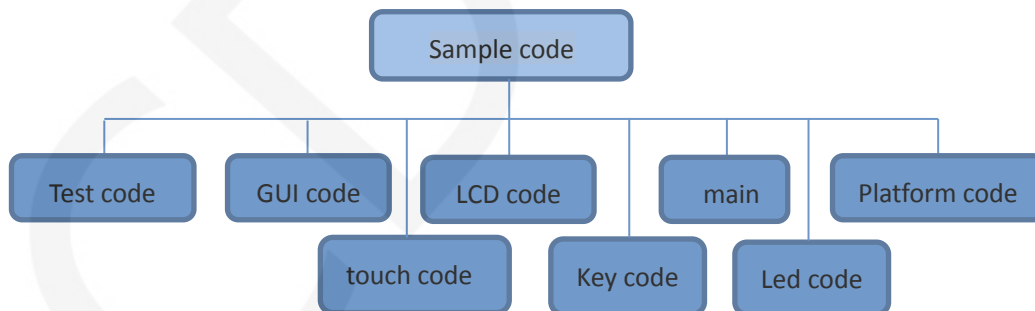 Sample code
Test code
GUI code
LCD code
main
Platform code
touch code
Key code
Led code